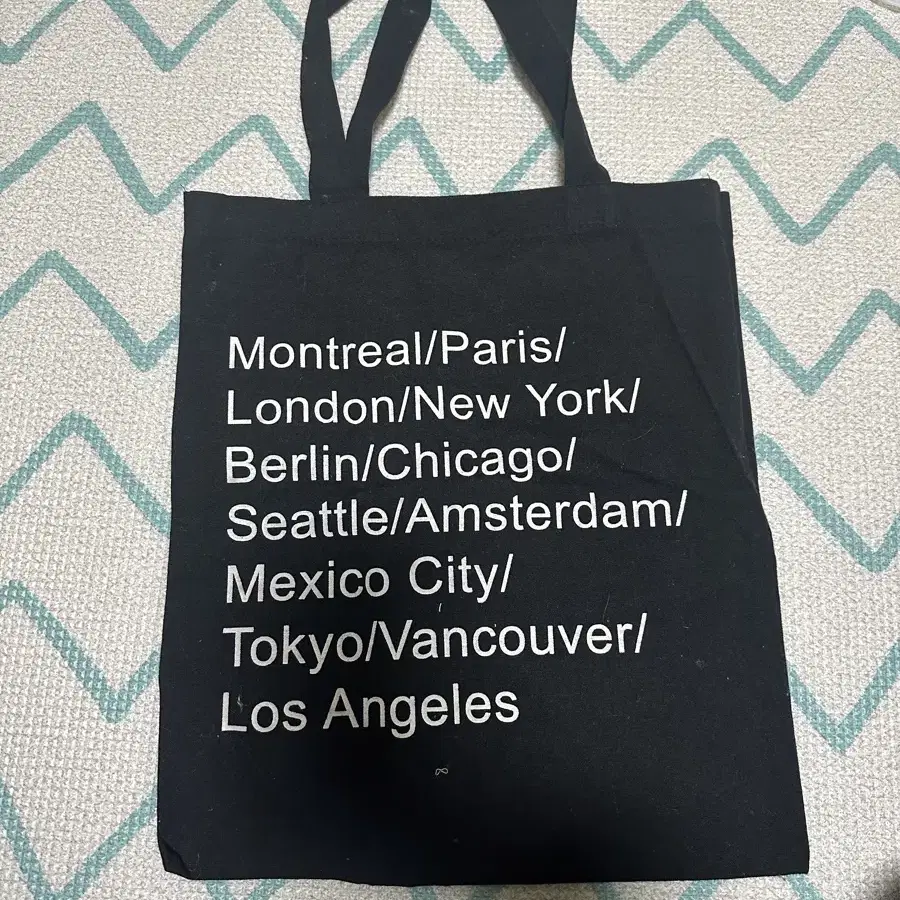 Montreal/Paris/
London/New York/
Berlin/Chicago/
Seattle/Amsterdam/
Mexico City/
Tokyo/Vancouver/
Los Angeles